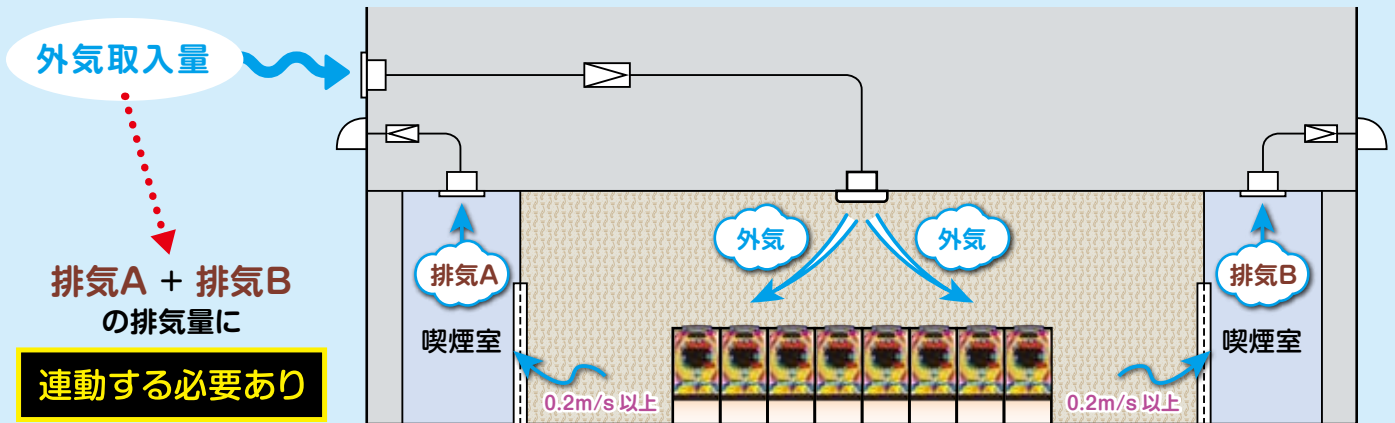 外気取入量
排気A + 排気B
の排気量に
連動する必要あり
排気A
喫煙室
0.2m/s以上
外気
外気
0.2m/s以上
排気B
喫煙室